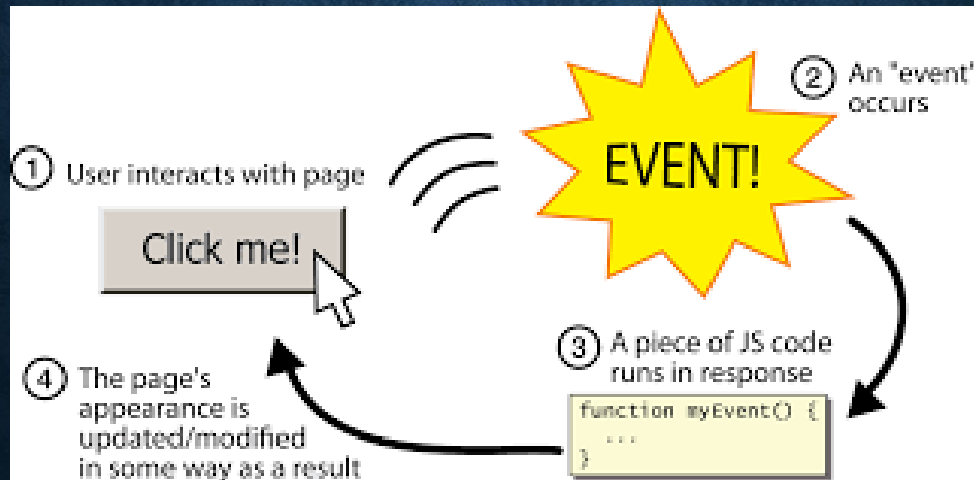 ① User interacts with page
Click me!
EVENT!
② An "event"
occurs
③ A piece of JS code
runs in response
function myEvent() {
...
}
④ The page's
appearance is
updated/modified
in some way as a result